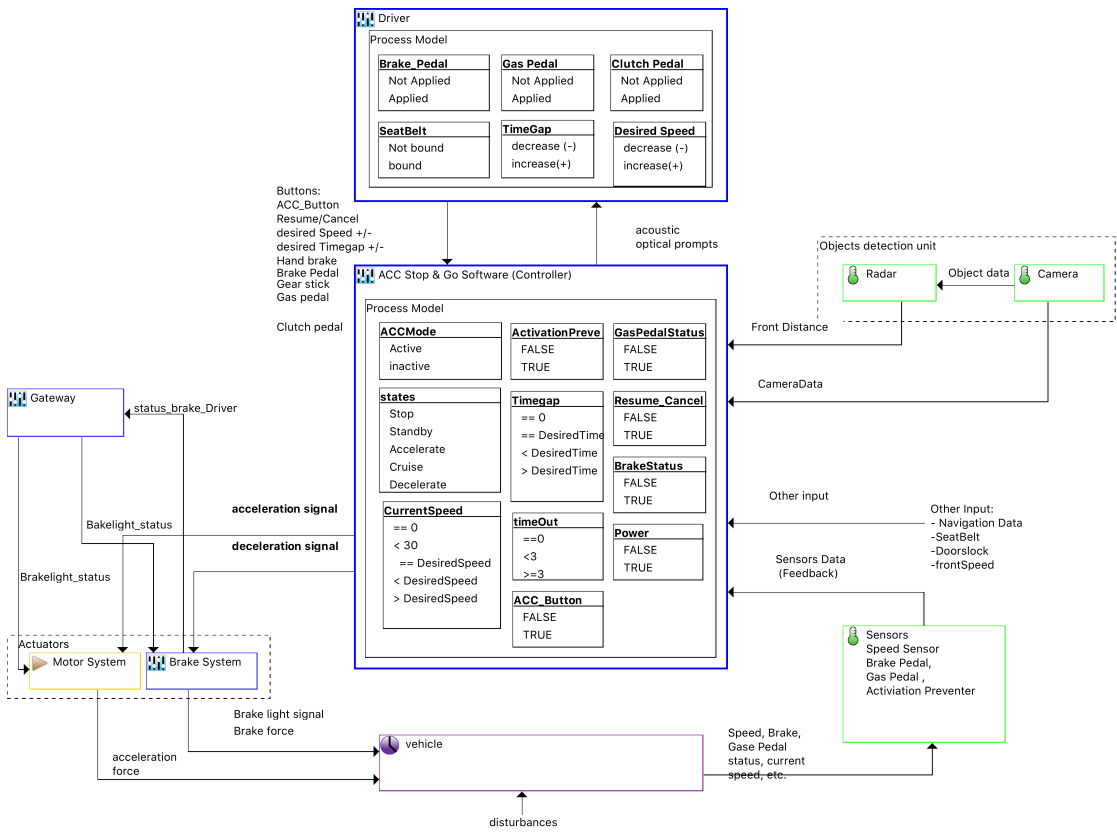 Driver
Process Model
Brake_Pedal
Not Applied
Applied
Gas Pedal
Not Applied
Applied
Clutch Pedal
Not Applied
Applied
SeatBelt
Not bound
bound
TimeGap
decrease (-)
increase(+)
Desired Speed
decrease (-)
increase(+)
Buttons:
ACC_Button
Resume/Cancel
desired Speed +/-
desired Timegap +/-
Hand brake
Brake Pedal
Gear stick
Gas pedal
Clutch pedal
acoustic
optical prompts
Objects detection unit
Radar
Object data
Camera
Front Distance
CameraData
ACC Stop & Go Software (Controller)
Process Model
ACCMode
Active
inactive
ActivationPreve
FALSE
TRUE
GasPedalStatus
FALSE
TRUE
states
Stop
Standby
Accelerate
Cruise
Decelerate
Timegap
== 0
== DesiredTime
< DesiredTime
> DesiredTime
Resume_Cancel
FALSE
TRUE
BrakeStatus
FALSE
TRUE
CurrentSpeed
== 0
< 30
== DesiredSpeed
< DesiredSpeed
> DesiredSpeed
timeOut
==0
<3
>=3
Power
FALSE
TRUE
ACC_Button
FALSE
TRUE
Gateway
status_brake_Driver
acceleration signal
Bakelight_status
deceleration signal
Brakelight_status
Actuators
Motor System
Brake System
Other input
Other Input:
- Navigation Data
-SeatBelt
-Doorslock
-frontSpeed
Sensors Data
(Feedback)
Sensors
Speed Sensor
Brake Pedal,
Gas Pedal ,
Activiation Preventer
Brake light signal
Brake force
acceleration
force
vehicle
Speed, Brake,
Gase Pedal
status, current
speed, etc.
disturbances